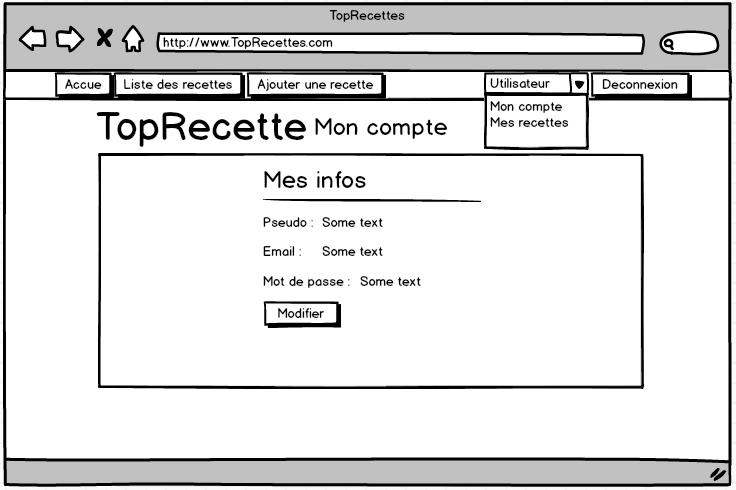 TopRecettes
http://www.TopRecettes.com
Accue Liste des recettes Ajouter une recette Utilisateur Deconnexion
Mon compte
Mes recettes
TopRecette Mon compte
Mes infos
Pseudo : Some text
Email : Some text
Mot de passe : Some text
Modifier